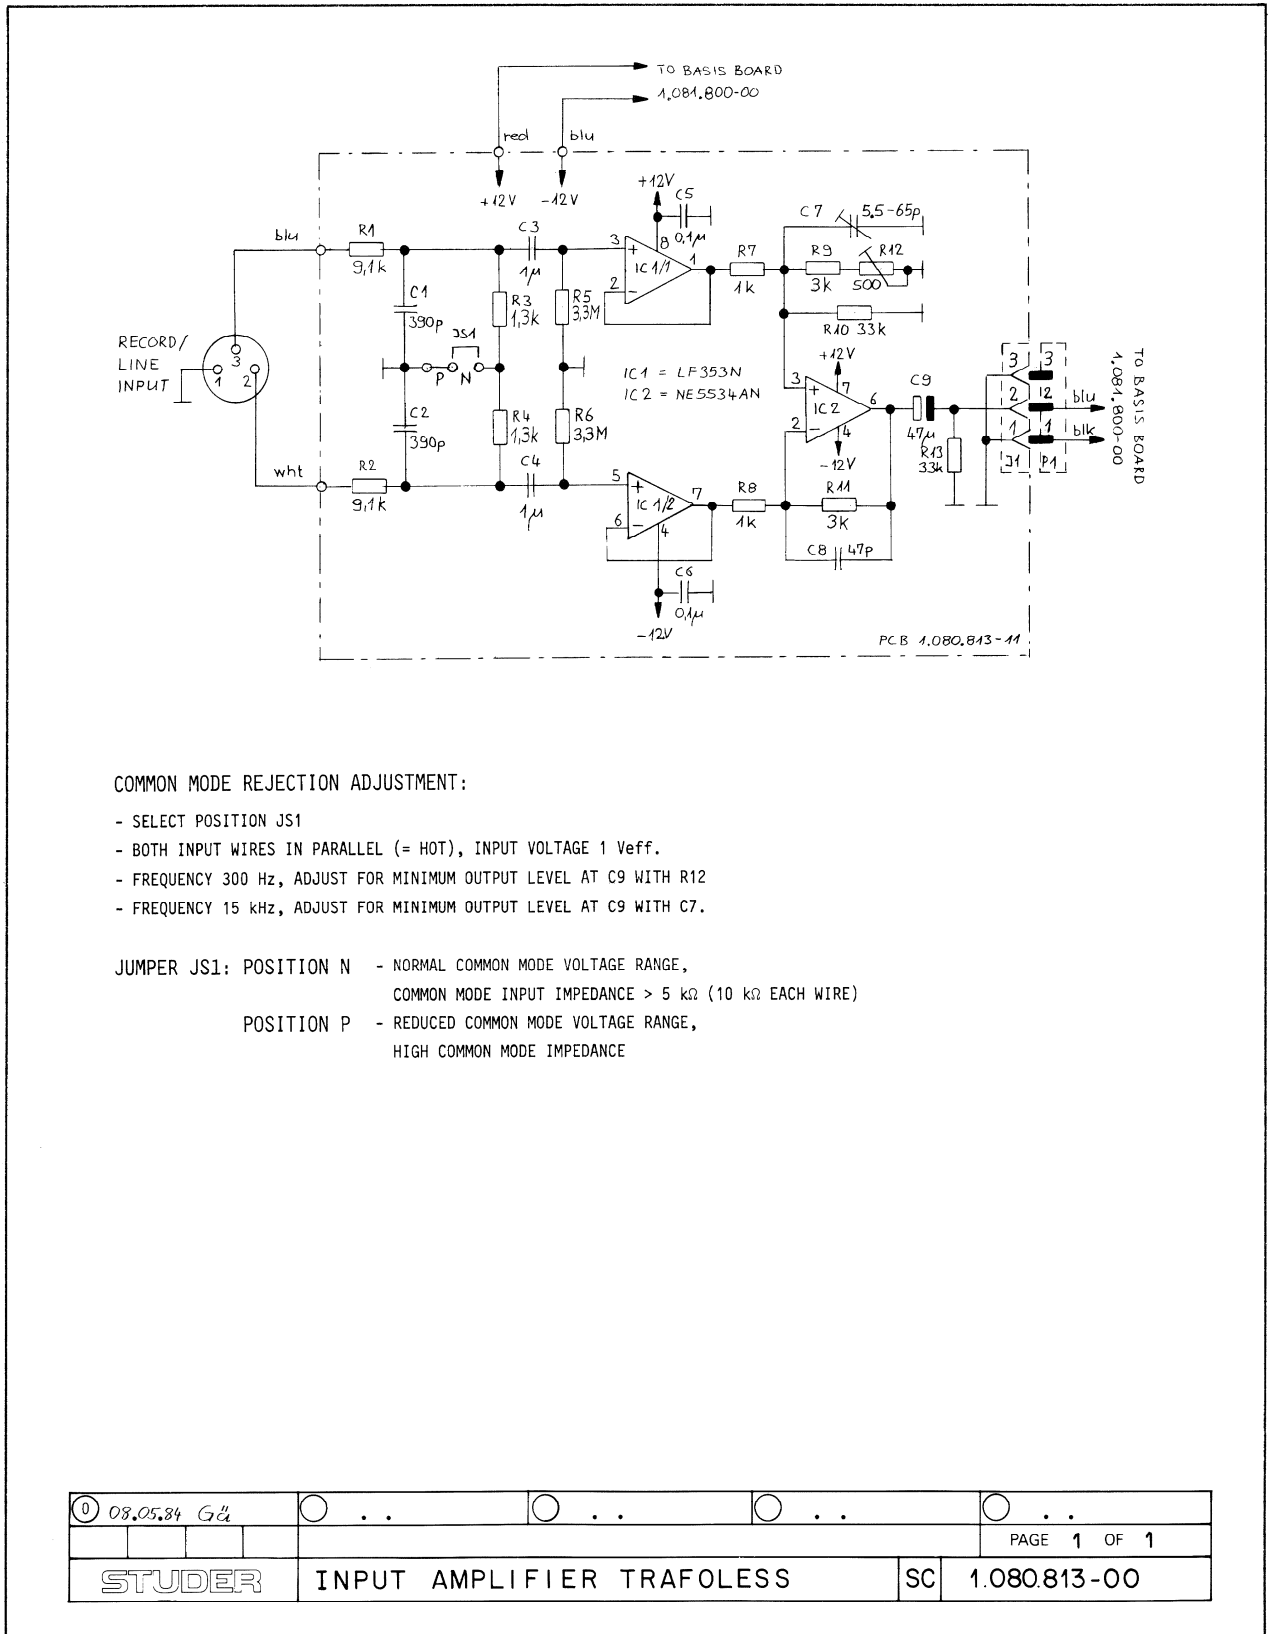 TO BASIS BOARD
1.081.800-00
red
blu
+12V
-12V
+12V
C5
0,1µ
C7
5,5-65p
blu
R1
9,1k
C3
1µ
3
+
8
IC 1/1
1
2
-
R7
1k
R9
3k
R12
500
C1
390p
R3
1,3k
R5
3,3M
R10 33k
JS1
P
N
RECORD/
LINE
INPUT
1
3
2
IC1 = LF353N
IC2 = NE5534AN
+12V
3
+
7
IC2
6
2
-
4
-12V
C9
47µ
R13
33k
3
3
2
12
1
1
J1
P1
blu
blk
TO BASIS BOARD
1.081.800-00
C2
390p
R4
1,3k
R6
3,3M
wht
R2
9,1k
C4
1µ
5
+
IC 1/2
7
6
-
4
R8
1k
R11
3k
C8
47p
C6
0,1µ
-12V
PCB 1.080.813-11
COMMON MODE REJECTION ADJUSTMENT:
- SELECT POSITION JS1
- BOTH INPUT WIRES IN PARALLEL (= HOT), INPUT VOLTAGE 1 Veff.
- FREQUENCY 300 Hz, ADJUST FOR MINIMUM OUTPUT LEVEL AT C9 WITH R12
- FREQUENCY 15 kHz, ADJUST FOR MINIMUM OUTPUT LEVEL AT C9 WITH C7.
JUMPER JS1: POSITION N - NORMAL COMMON MODE VOLTAGE RANGE,
COMMON MODE INPUT IMPEDANCE > 5 kΩ (10 kΩ EACH WIRE)
POSITION P - REDUCED COMMON MODE VOLTAGE RANGE,
HIGH COMMON MODE IMPEDANCE
0 08.05.84 Gä
. .
. .
. .
. .
PAGE 1 OF 1
STUDER
INPUT AMPLIFIER TRAFOLESS
SC
1.080.813-00